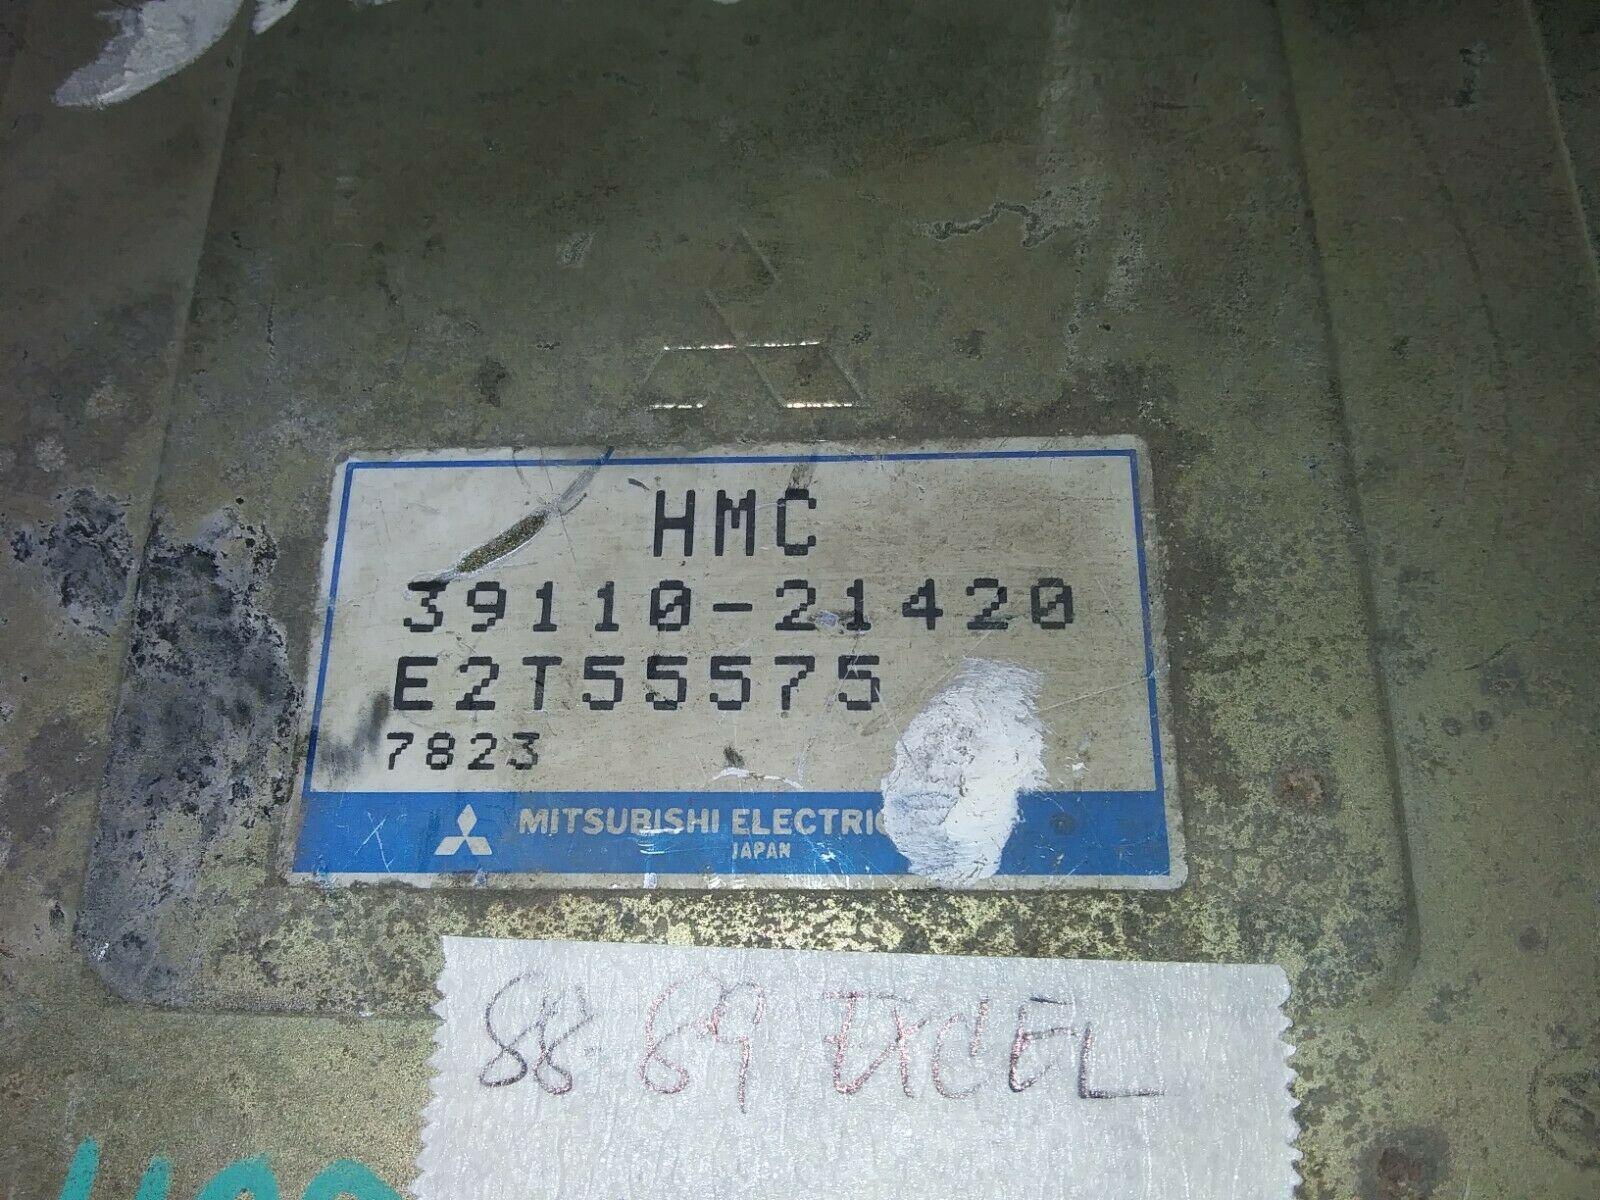 HMC
39110-21420
E2T55575
7823
MITSUBISHI ELECTRIC
JAPAN
88-89 EXCEL